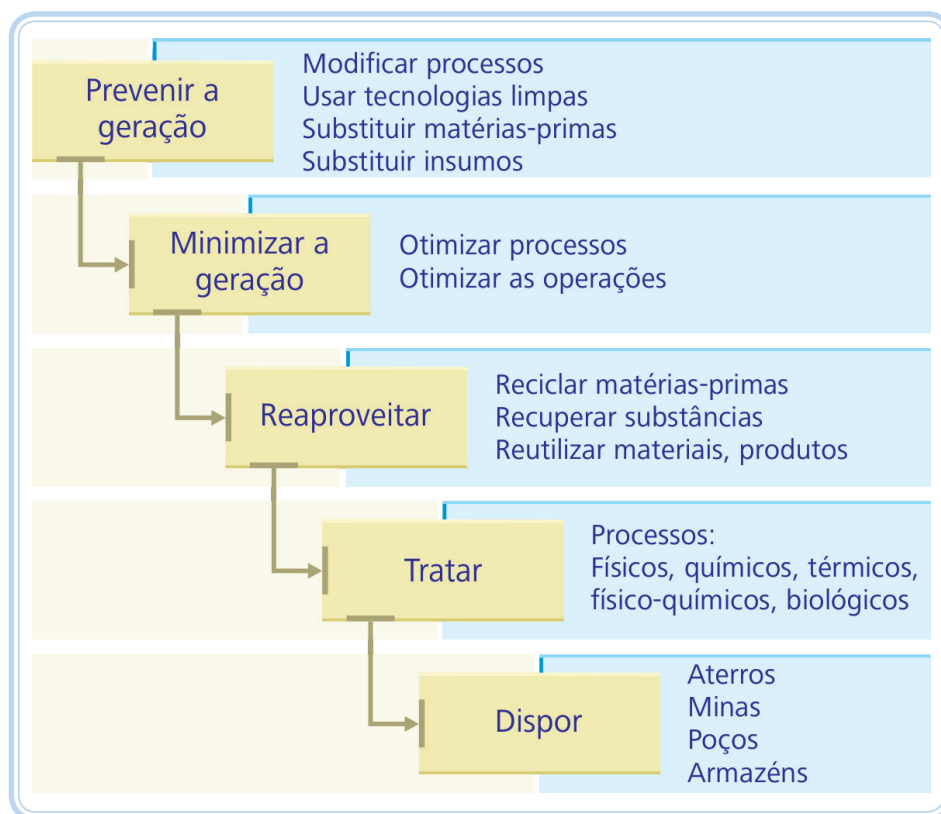 Prevenir a
geração
Modificar processos
Usar tecnologias limpas
Substituir matérias-primas
Substituir insumos
Minimizar a
geração
Otimizar processos
Otimizar as operações
Reaproveitar
Reciclar matérias-primas
Recuperar substâncias
Reutilizar materiais, produtos
Tratar
Processos:
Físicos, químicos, térmicos,
físico-químicos, biológicos
Dispor
Aterros
Minas
Poços
Armazéns